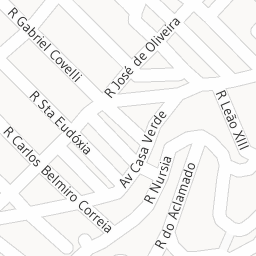 R Gabriel Covelli
R José de Oliveira
R Sta Eudóxia
R Leão XIII
Av Casa Verde
R Carlos Belmiro Correia
R Nursia
R do Aclamado